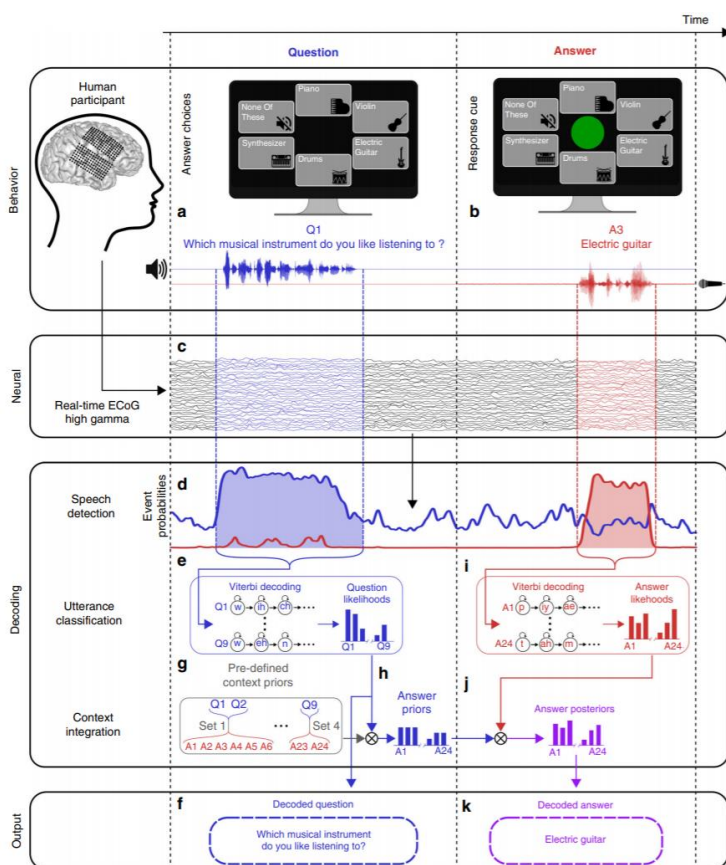 Time
Question
Answer
Behavior
Human
participant
Answer choices
Piano
None Of
These
Violin
Synthesizer
Electric
Guitar
Drums
Response cue
Piano
None Of
These
Violin
Synthesizer
Electric
Guitar
Drums
a
b
Q1
Which musical instrument do you like listening to ?
A3
Electric guitar
Neural
c
Real-time ECoG
high gamma
Decoding
Speech
detection
d
Event
probabilities
e
i
Utterance
classification
Viterbi decoding
Question
likelihoods
Q1 w ih ch
Q9 w eh n
Q1 Q9
Viterbi decoding
Answer
likehoods
A1 p iy ae
A24 t ah m
A1 A24
g
Pre-defined
context priors
h
j
Context
integration
Q1 Q2 Q9
Set 1 Set 4
A1 A2 A3 A4 A5 A6 A23 A24
Answer
priors
A1 A24
Answer posteriors
A1 A24
Output
f
Decoded question
Which musical instrument
do you like listening to?
k
Decoded answer
Electric guitar